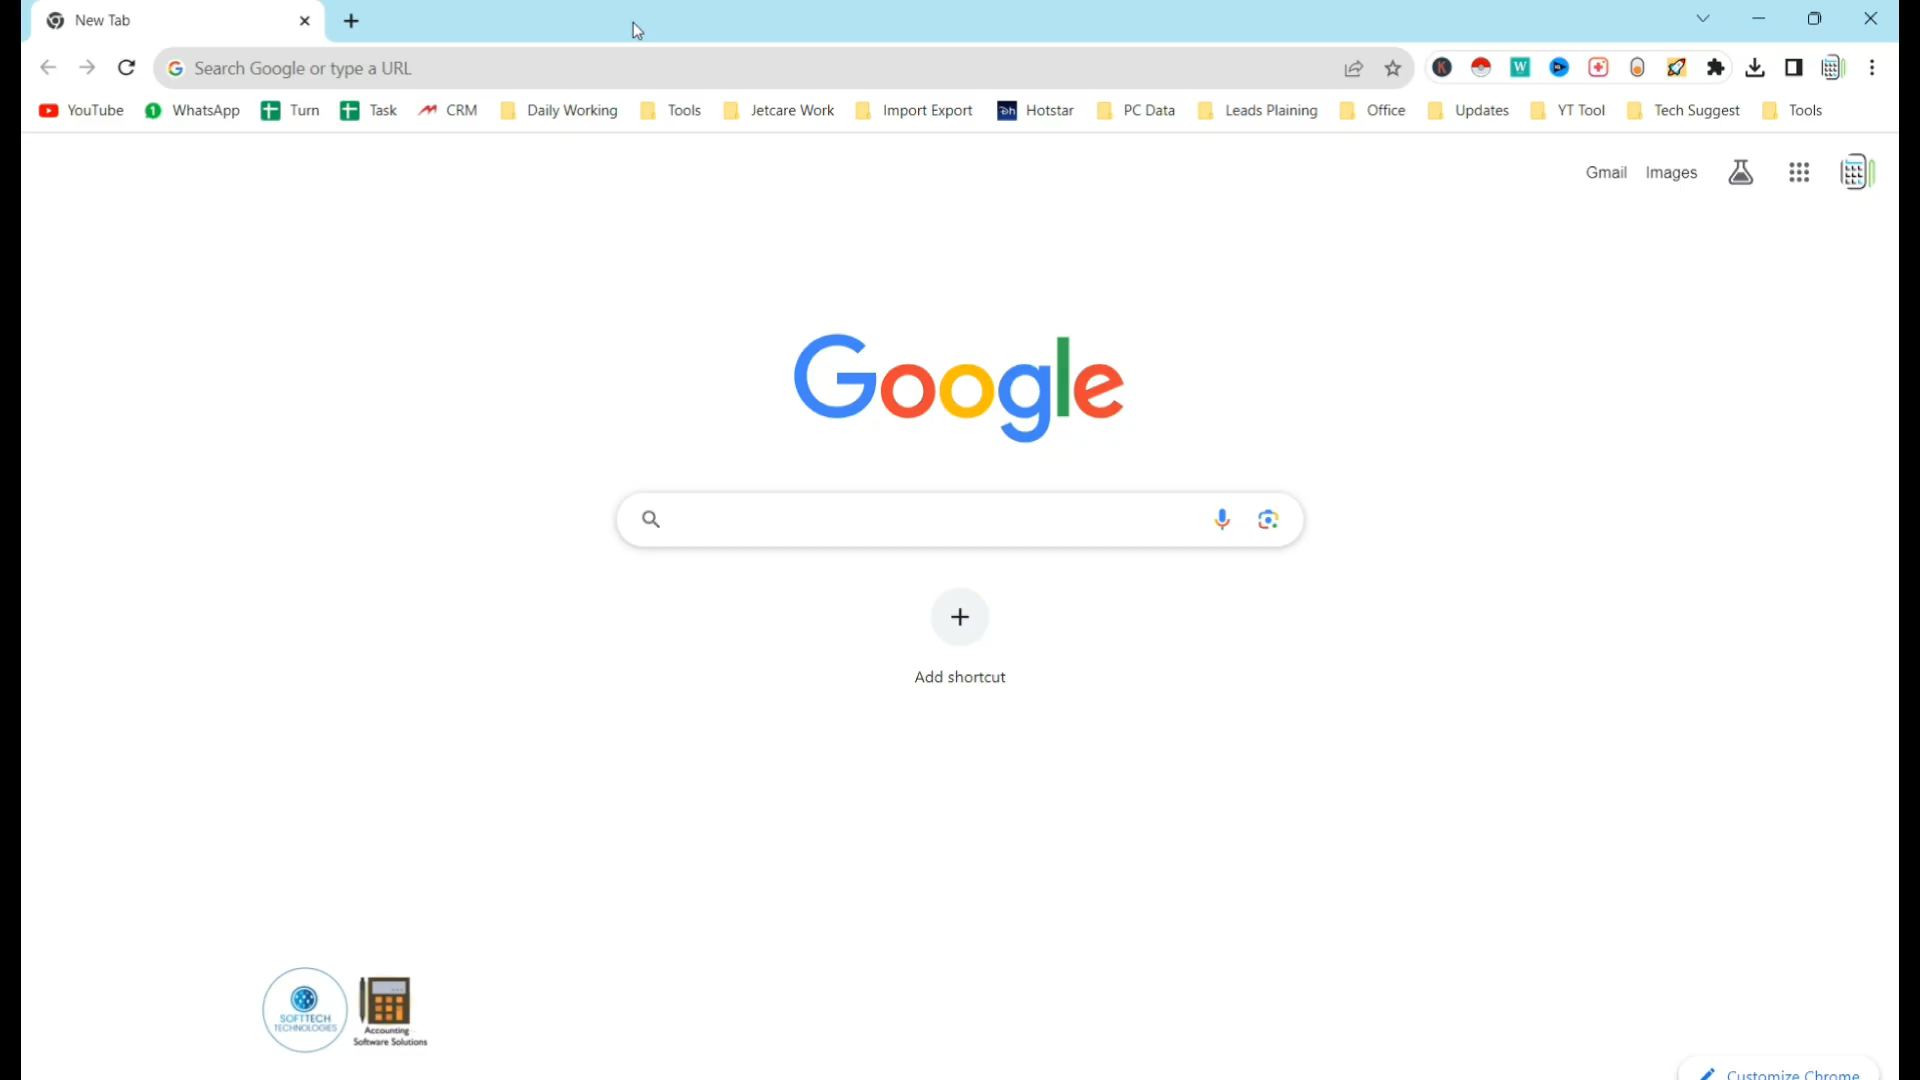 New Tab
Search Google or type a URL
YouTube WhatsApp Turn Task CRM Daily Working Tools Jetcare Work Import Export Hotstar PC Data Leads Plaining Office Updates YT Tool Tech Suggest Tools
Gmail Images
Google
Add shortcut
SOFTTECH
TECHNOLOGIES
Accounting
Software Solutions
Customize Chrome